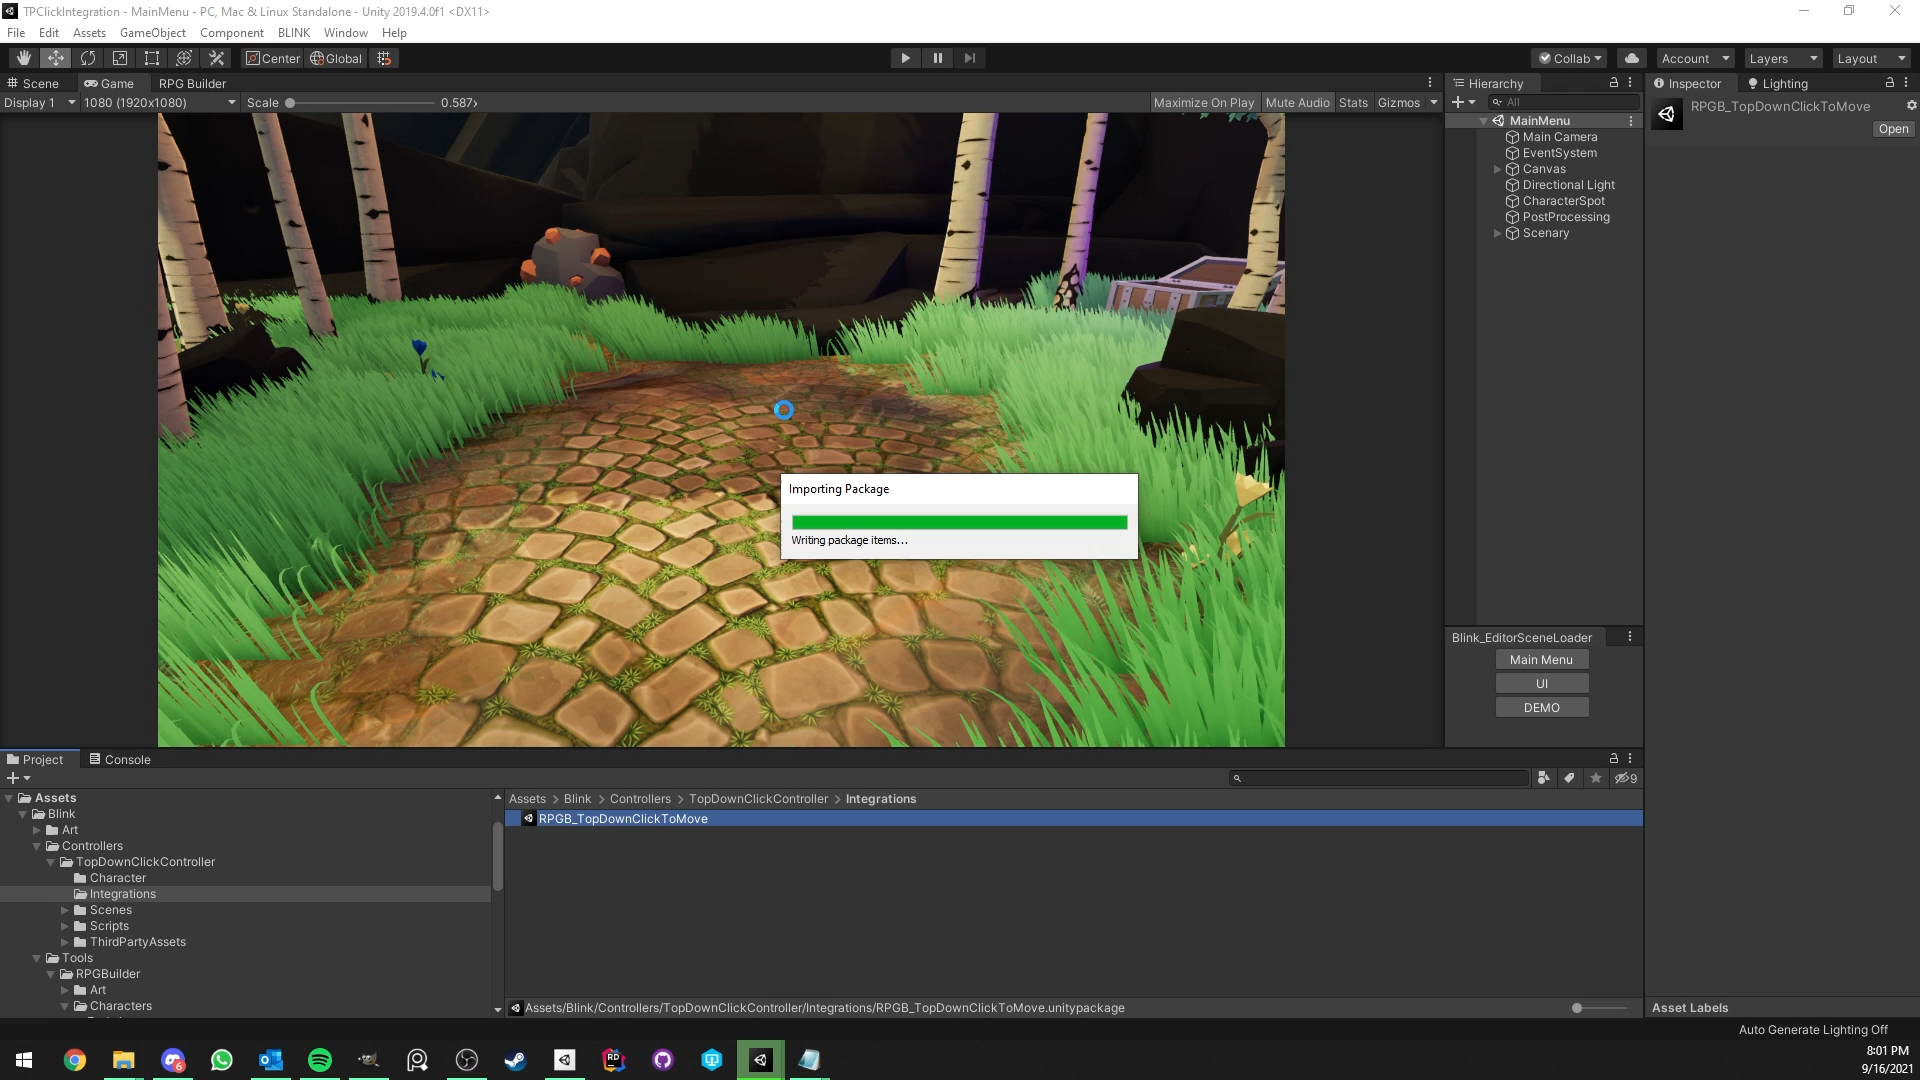 TPClickIntegration - MainMenu - PC, Mac & Linux Standalone - Unity 2019.4.0f1 <DX11>
File Edit Assets GameObject Component BLINK Window Help
Center Global Collab Account Layers Layout
Scene Game RPG Builder
Display 1 1080 (1920x1080) Scale 0.587x Maximize On Play Mute Audio Stats Gizmos
Hierarchy
All
MainMenu
Main Camera
EventSystem
Canvas
Directional Light
CharacterSpot
PostProcessing
Scenary
Inspector Lighting
RPGB_TopDownClickToMove
Open
Importing Package
Writing package items...
Blink_EditorSceneLoader
Main Menu
UI
DEMO
Project Console
9
Assets
Blink
Art
Controllers
TopDownClickController
Character
Integrations
Scenes
Scripts
ThirdPartyAssets
Tools
RPGBuilder
Art
Characters
Assets > Blink > Controllers > TopDownClickController > Integrations
RPGB_TopDownClickToMove
Assets/Blink/Controllers/TopDownClickController/Integrations/RPGB_TopDownClickToMove.unitypackage
Asset Labels
Auto Generate Lighting Off
6
RD
8:01 PM
9/16/2021